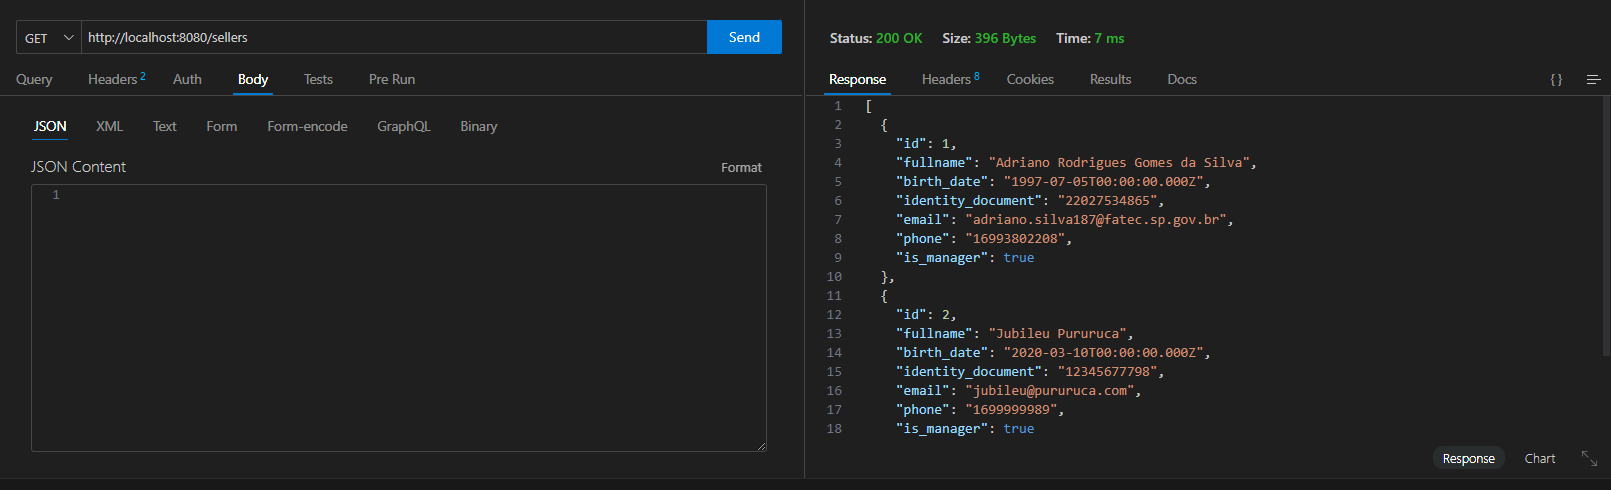 GET http://localhost:8080/sellers Send
Query Headers 2 Auth Body Tests Pre Run
JSON XML Text Form Form-encode GraphQL Binary
JSON Content Format
1
Status: 200 OK Size: 396 Bytes Time: 7 ms
Response Headers 8 Cookies Results Docs {}
1 [
2 {
3 "id": 1,
4 "fullname": "Adriano Rodrigues Gomes da Silva",
5 "birth_date": "1997-07-05T00:00:00.000Z",
6 "identity_document": "22027534865",
7 "email": "adriano.silva187@fatec.sp.gov.br",
8 "phone": "16993802208",
9 "is_manager": true
10 },
11 {
12 "id": 2,
13 "fullname": "Jubileu Pururuca",
14 "birth_date": "2020-03-10T00:00:00.000Z",
15 "identity_document": "12345677798",
16 "email": "jubileu@pururuca.com",
17 "phone": "1699999989",
18 "is_manager": true
Response Chart